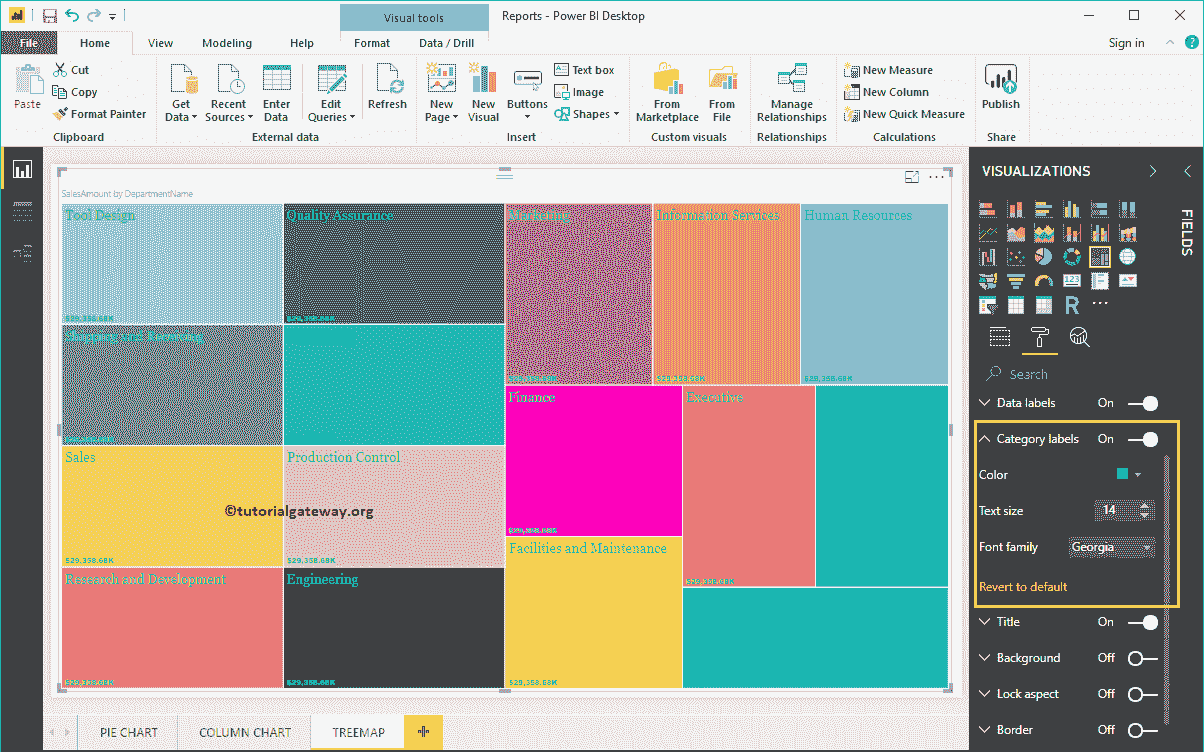 Visual tools
Reports - Power BI Desktop
File
Home
View
Modeling
Help
Format
Data / Drill
Sign in
?
Paste
Cut
Copy
Format Painter
Clipboard
Get Data
Recent Sources
Enter Data
Edit Queries
Refresh
External data
New Page
New Visual
Buttons
Text box
Image
Shapes
Insert
From Marketplace
From File
Custom visuals
Manage Relationships
Relationships
New Measure
New Column
New Quick Measure
Calculations
Publish
Share
SalesAmount by DepartmentName
Tool Design
$29,358.68K
Quality Assurance
$29,358.68K
Marketing
Information Services
$29,358.68K
Human Resources
$29,358.68K
Shipping and Receiving
Sales
$29,358.68K
Production Control
$29,358.68K
©tutorialgateway.org
Research and Development
$29,358.68K
Engineering
$29,358.68K
Finance
$29,358.68K
Facilities and Maintenance
$29,358.68K
Executive
$29,358.68K
VISUALIZATIONS
FIELDS
123
R
Search
Data labels On
Category labels On
Color
Text size 14
Font family Georgia
Revert to default
Title On
Background Off
Lock aspect Off
Border Off
PIE CHART
COLUMN CHART
TREEMAP